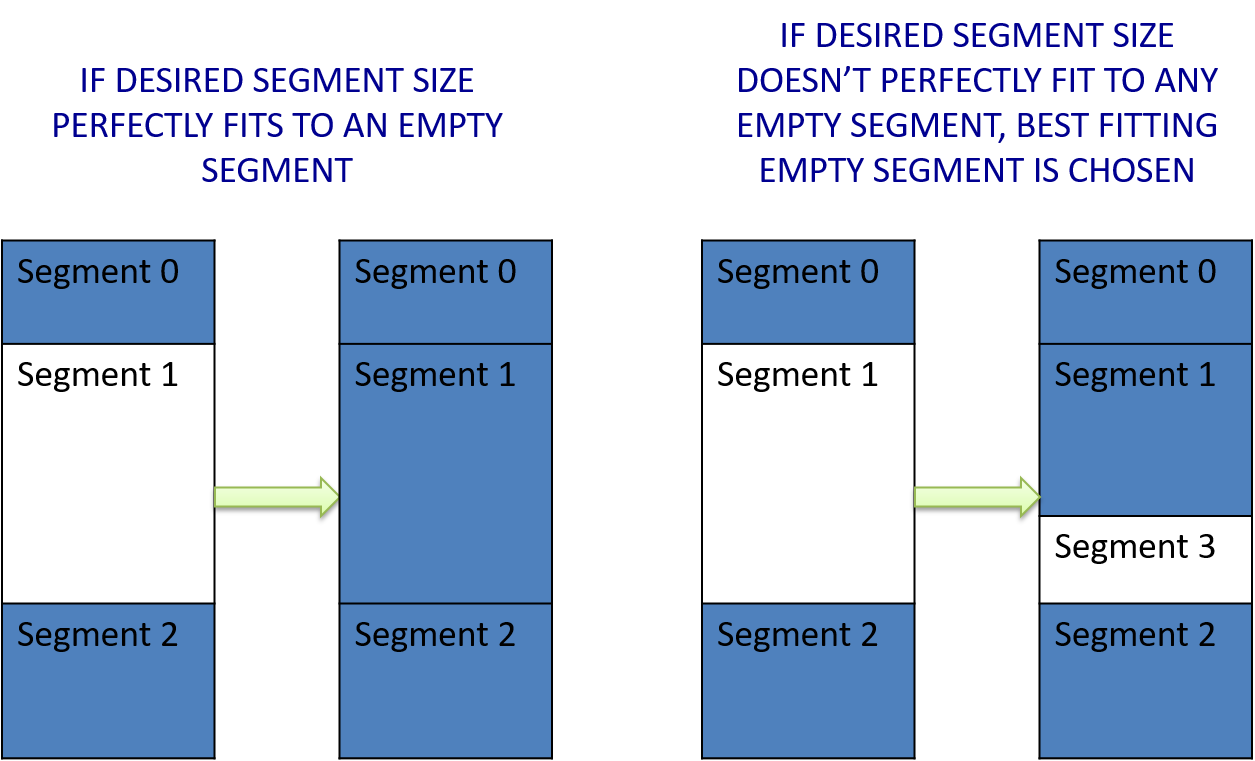 IF DESIRED SEGMENT SIZE
PERFECTLY FITS TO AN EMPTY
SEGMENT
IF DESIRED SEGMENT SIZE
DOESN’T PERFECTLY FIT TO ANY
EMPTY SEGMENT, BEST FITTING
EMPTY SEGMENT IS CHOSEN
Segment 0
Segment 1
Segment 2
Segment 0
Segment 1
Segment 2
Segment 0
Segment 1
Segment 2
Segment 0
Segment 1
Segment 3
Segment 2